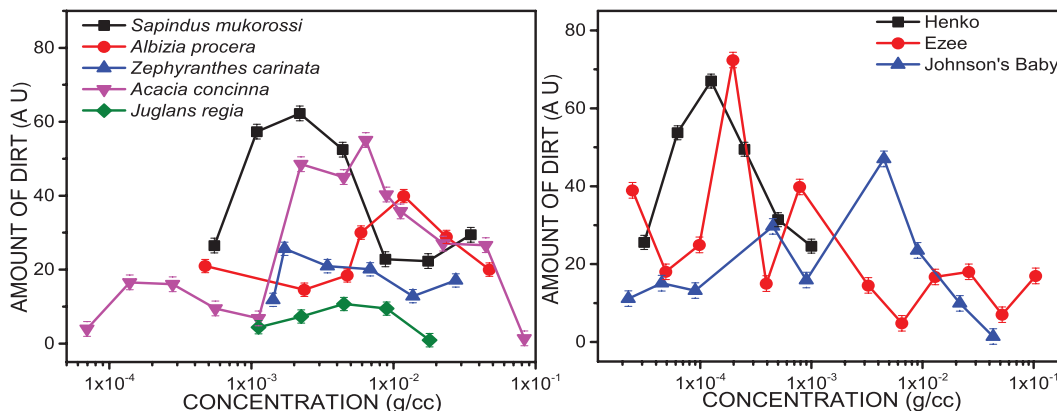 AMOUNT OF DIRT (A U)
80
60
40
20
0
Sapindus mukorossi
Albizia procera
Zephyranthes carinata
Acacia concinna
Juglans regia
1x10-4
1x10-3
1x10-2
1x10-1
CONCENTRATION (g/cc)
AMOUNT OF DIRT (A U)
80
60
40
20
0
Henko
Ezee
Johnson's Baby
1x10-4
1x10-3
1x10-2
1x10-1
CONCENTRATION (g/cc)